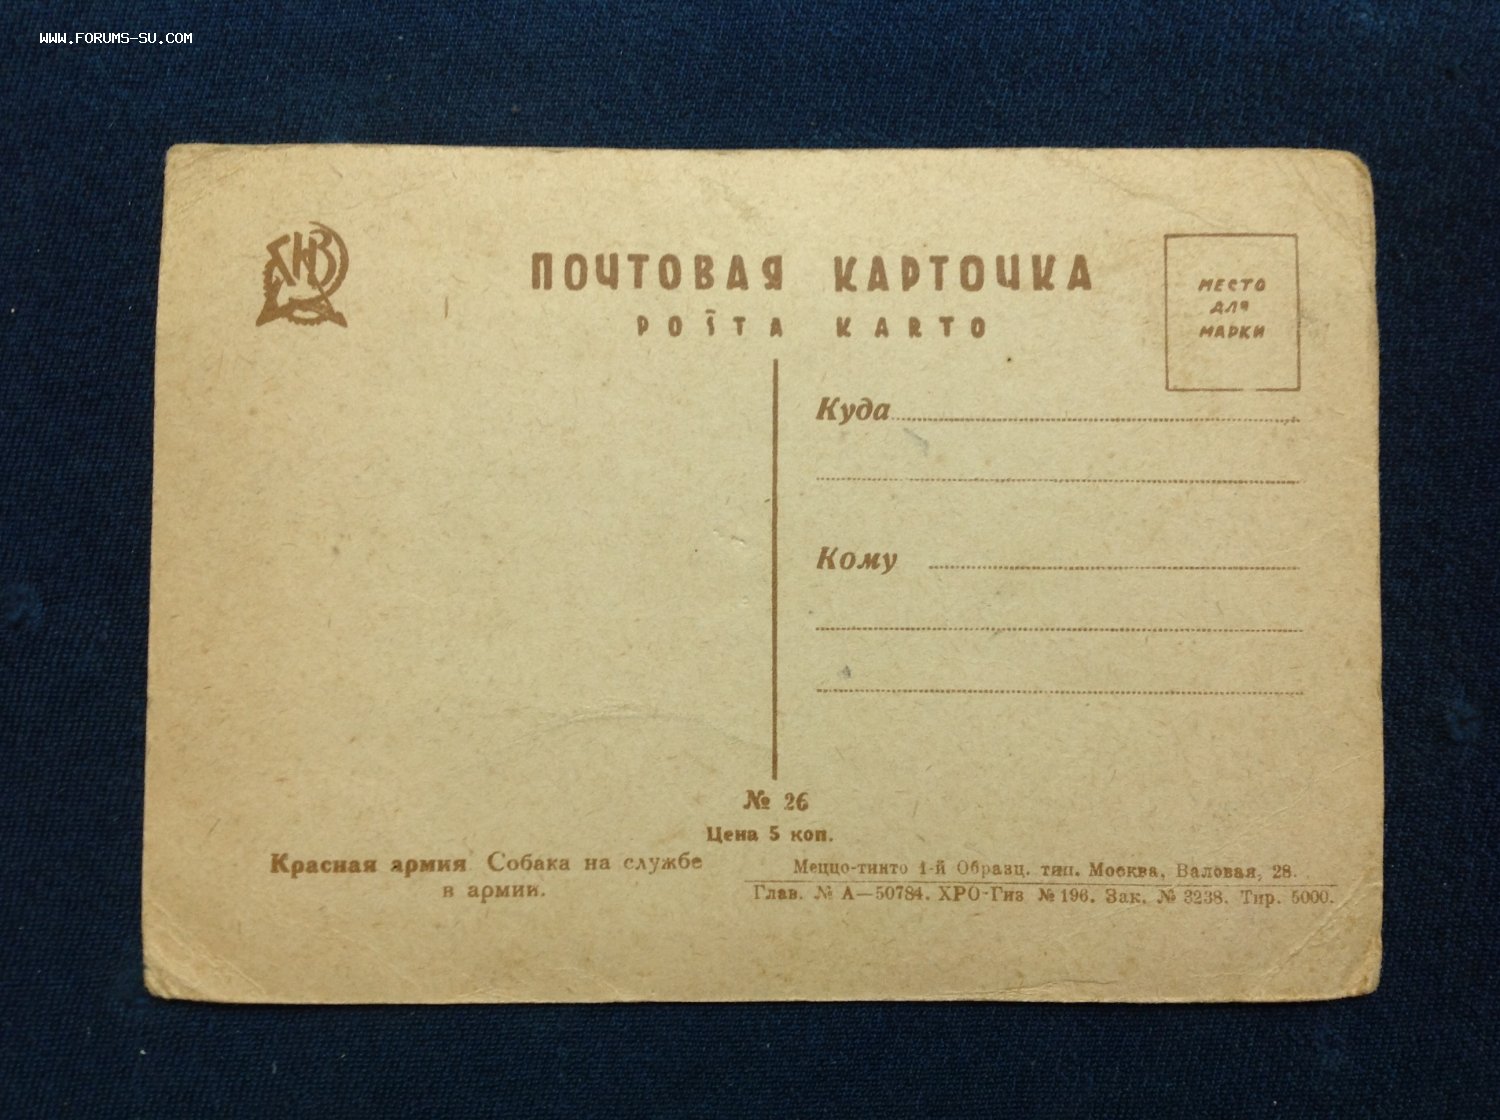 WWW.FORUMS-SU.COM
ГИЗ
ПОЧТОВАЯ КАРТОЧКА
POŜTA KARTO
МЕСТО
ДЛЯ
МАРКИ
Куда
Кому
№ 26
Цена 5 коп.
Красная армия Собака на службе
в армии.
Меццо-тинто 1-й Образц. тип. Москва, Валовая, 28.
Глав. № А—50784. ХРО-Гиз № 196. Зак. № 3238. Тир. 5000.